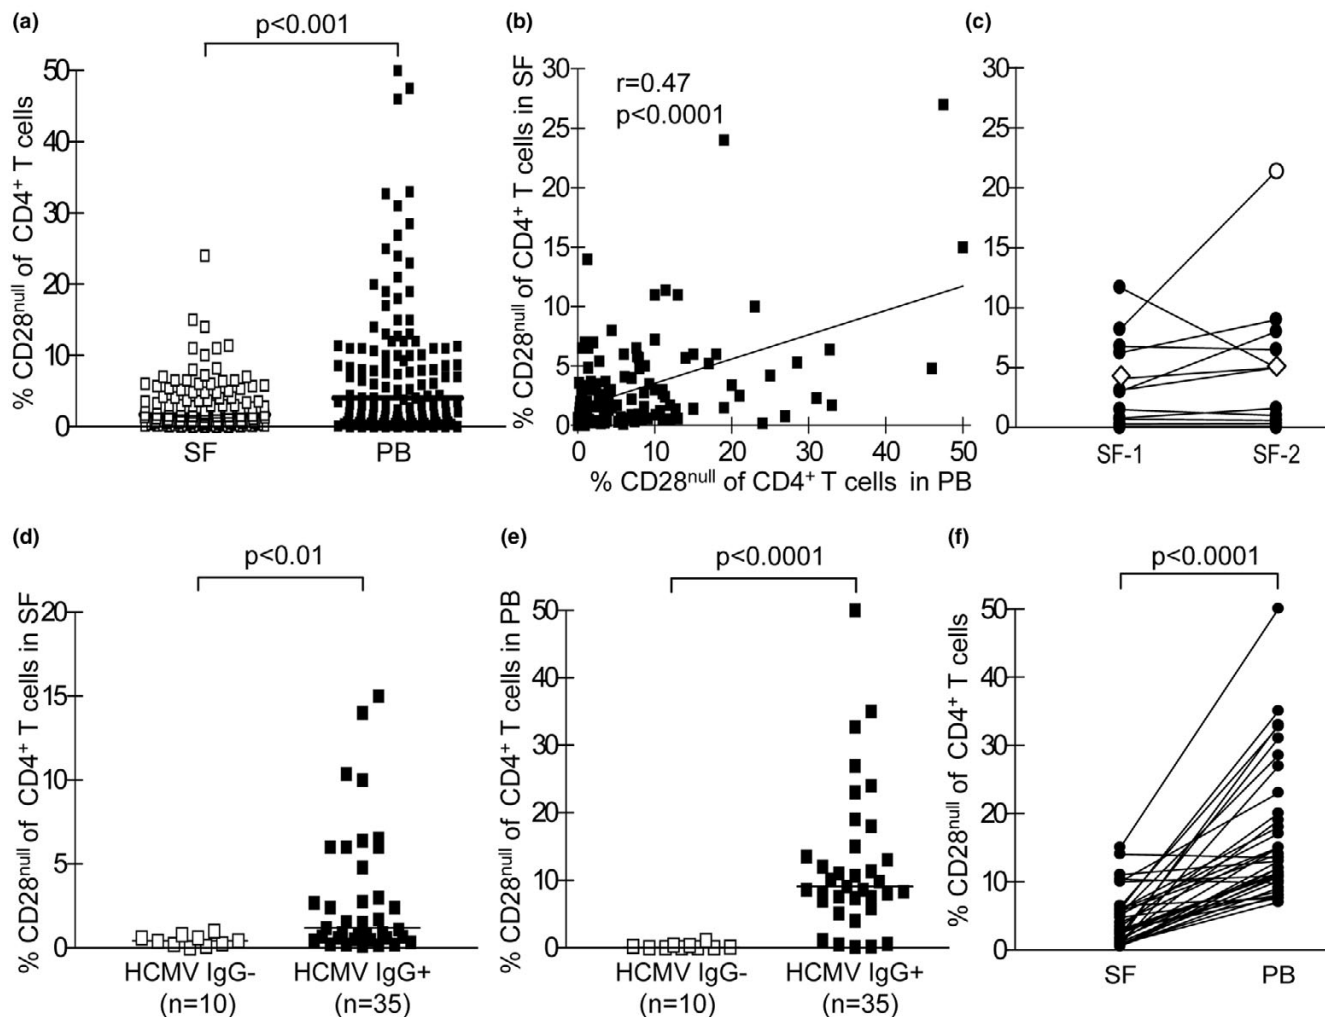 (a)
p<0.001
% CD28null of CD4+ T cells
50
40
30
20
10
0
SF
PB
(b)
r=0.47
p<0.0001
% CD28null of CD4+ T cells in SF
30
25
20
15
10
5
0
0
10
20
30
40
50
% CD28null of CD4+ T cells in PB
(c)
30
25
20
15
10
5
0
SF-1
SF-2
(d)
p<0.01
% CD28null of CD4+ T cells in SF
20
15
10
5
0
HCMV IgG-
(n=10)
HCMV IgG+
(n=35)
(e)
p<0.0001
% CD28null of CD4+ T cells in PB
50
40
30
20
10
0
HCMV IgG-
(n=10)
HCMV IgG+
(n=35)
(f)
p<0.0001
% CD28null of CD4+ T cells
50
40
30
20
10
0
SF
PB